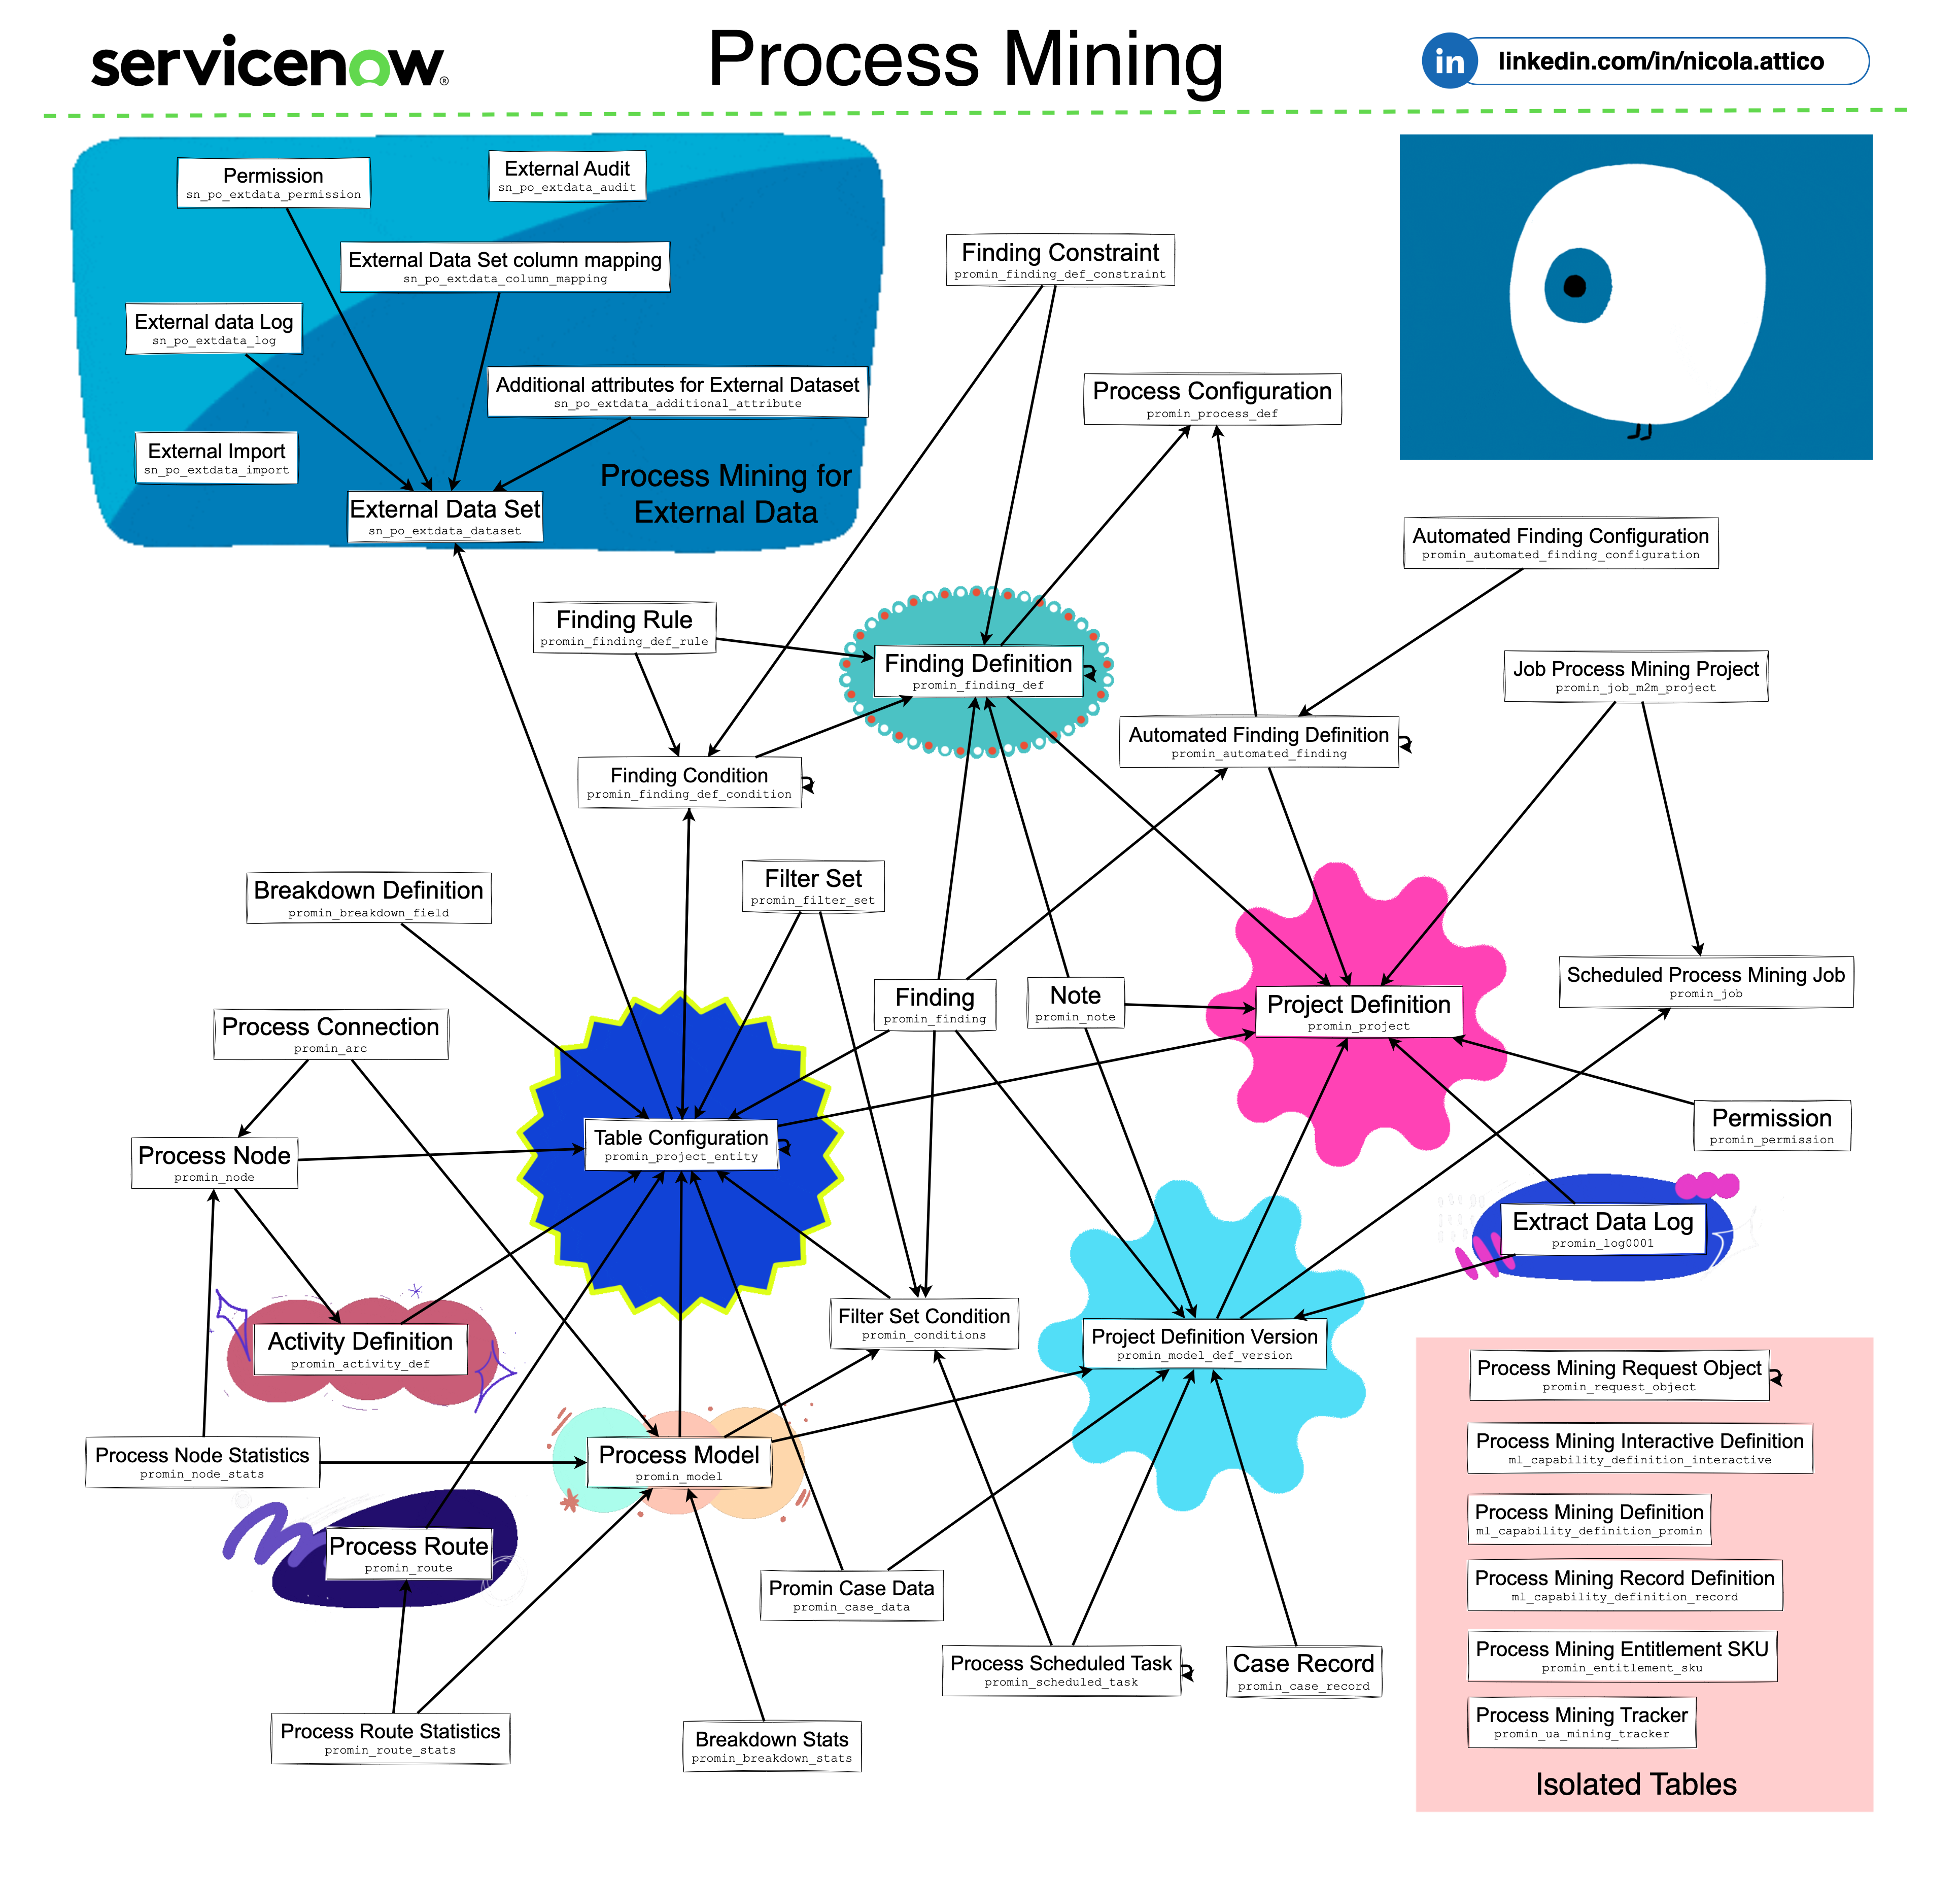 servicenow®
Process Mining
in
linkedin.com/in/nicola.attico
Permission
sn_po_extdata_permission
External Audit
sn_po_extdata_audit
External Data Set column mapping
sn_po_extdata_column_mapping
External data Log
sn_po_extdata_log
Additional attributes for External Dataset
sn_po_extdata_additional_attribute
External Import
sn_po_extdata_import
Process Mining for
External Data
External Data Set
sn_po_extdata_dataset
Finding Constraint
promin_finding_def_constraint
Process Configuration
promin_process_def
Automated Finding Configuration
promin_automated_finding_configuration
Finding Rule
promin_finding_def_rule
Finding Definition
promin_finding_def
Job Process Mining Project
promin_job_m2m_project
Automated Finding Definition
promin_automated_finding
Finding Condition
promin_finding_def_condition
Breakdown Definition
promin_breakdown_field
Filter Set
promin_filter_set
Finding
promin_finding
Note
promin_note
Project Definition
promin_project
Scheduled Process Mining Job
promin_job
Process Connection
promin_arc
Table Configuration
promin_project_entity
Permission
promin_permission
Process Node
promin_node
Extract Data Log
promin_log0001
Activity Definition
promin_activity_def
Filter Set Condition
promin_conditions
Project Definition Version
promin_model_def_version
Process Node Statistics
promin_node_stats
Process Model
promin_model
Process Route
promin_route
Promin Case Data
promin_case_data
Process Scheduled Task
promin_scheduled_task
Case Record
promin_case_record
Process Route Statistics
promin_route_stats
Breakdown Stats
promin_breakdown_stats
Process Mining Request Object
promin_request_object
Process Mining Interactive Definition
ml_capability_definition_interactive
Process Mining Definition
ml_capability_definition_promin
Process Mining Record Definition
ml_capability_definition_record
Process Mining Entitlement SKU
promin_entitlement_sku
Process Mining Tracker
promin_ua_mining_tracker
Isolated Tables